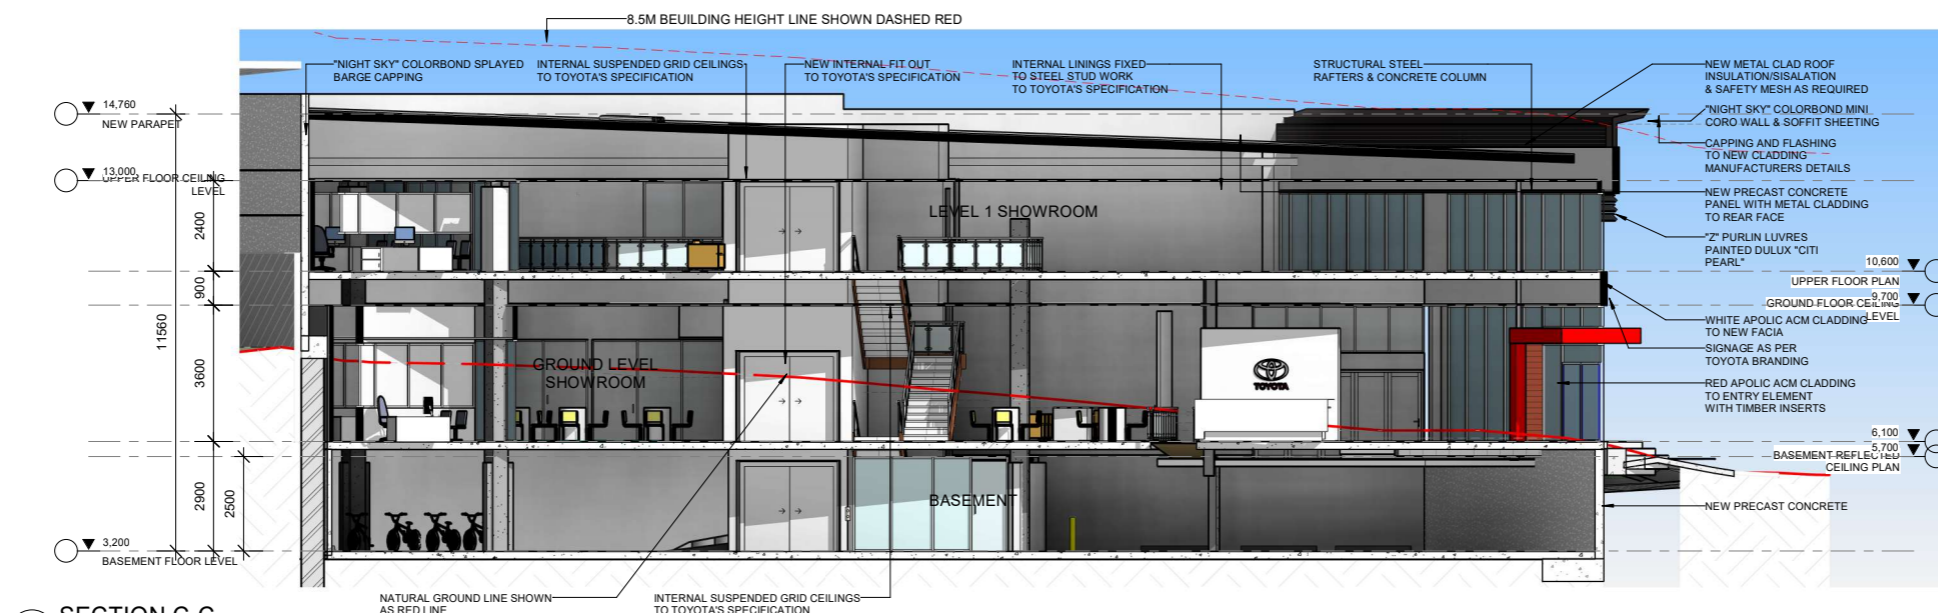 8.5M BEUILDING HEIGHT LINE SHOWN DASHED RED
"NIGHT SKY" COLORBOND SPLAYED
BARGE CAPPING
INTERNAL SUSPENDED GRID CEILINGS
TO TOYOTA'S SPECIFICATION
NEW INTERNAL FIT OUT
TO TOYOTA'S SPECIFICATION
INTERNAL LININGS FIXED
TO STEEL STUD WORK
TO TOYOTA'S SPECIFICATION
STRUCTURAL STEEL
RAFTERS & CONCRETE COLUMN
NEW METAL CLAD ROOF
INSULATION/SISALATION
& SAFETY MESH AS REQUIRED
"NIGHT SKY" COLORBOND MINI
CORO WALL & SOFFIT SHEETING
CAPPING AND FLASHING
TO NEW CLADDING
MANUFACTURERS DETAILS
NEW PRECAST CONCRETE
PANEL WITH METAL CLADDING
TO REAR FACE
"Z" PURLIN LUVRES
PAINTED DULUX "CITI
PEARL"
14,760
NEW PARAPET
13,000
UPPER FLOOR CEILING
LEVEL
2400
900
11560
3600
2900
2500
3,200
BASEMENT FLOOR LEVEL
LEVEL 1 SHOWROOM
GROUND LEVEL
SHOWROOM
TOYOTA
BASEMENT
10,600
UPPER FLOOR PLAN
9,700
GROUND FLOOR CEILING
LEVEL
WHITE APOLIC ACM CLADDING
TO NEW FACIA
SIGNAGE AS PER
TOYOTA BRANDING
RED APOLIC ACM CLADDING
TO ENTRY ELEMENT
WITH TIMBER INSERTS
6,100
5,700
BASEMENT REFLECTED
CEILING PLAN
NEW PRECAST CONCRETE
NATURAL GROUND LINE SHOWN
AS RED LINE
INTERNAL SUSPENDED GRID CEILINGS
TO TOYOTA'S SPECIFICATION
SECTION C-C